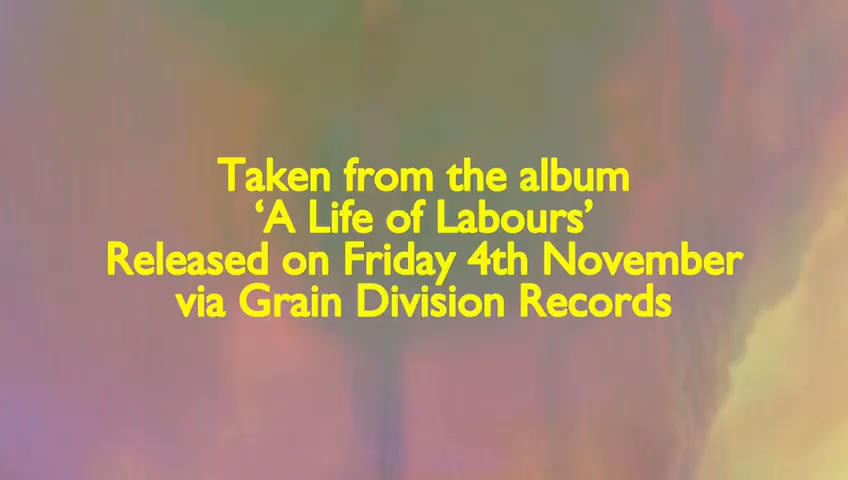 Taken from the album
‘A Life of Labours’
Released on Friday 4th November
via Grain Division Records